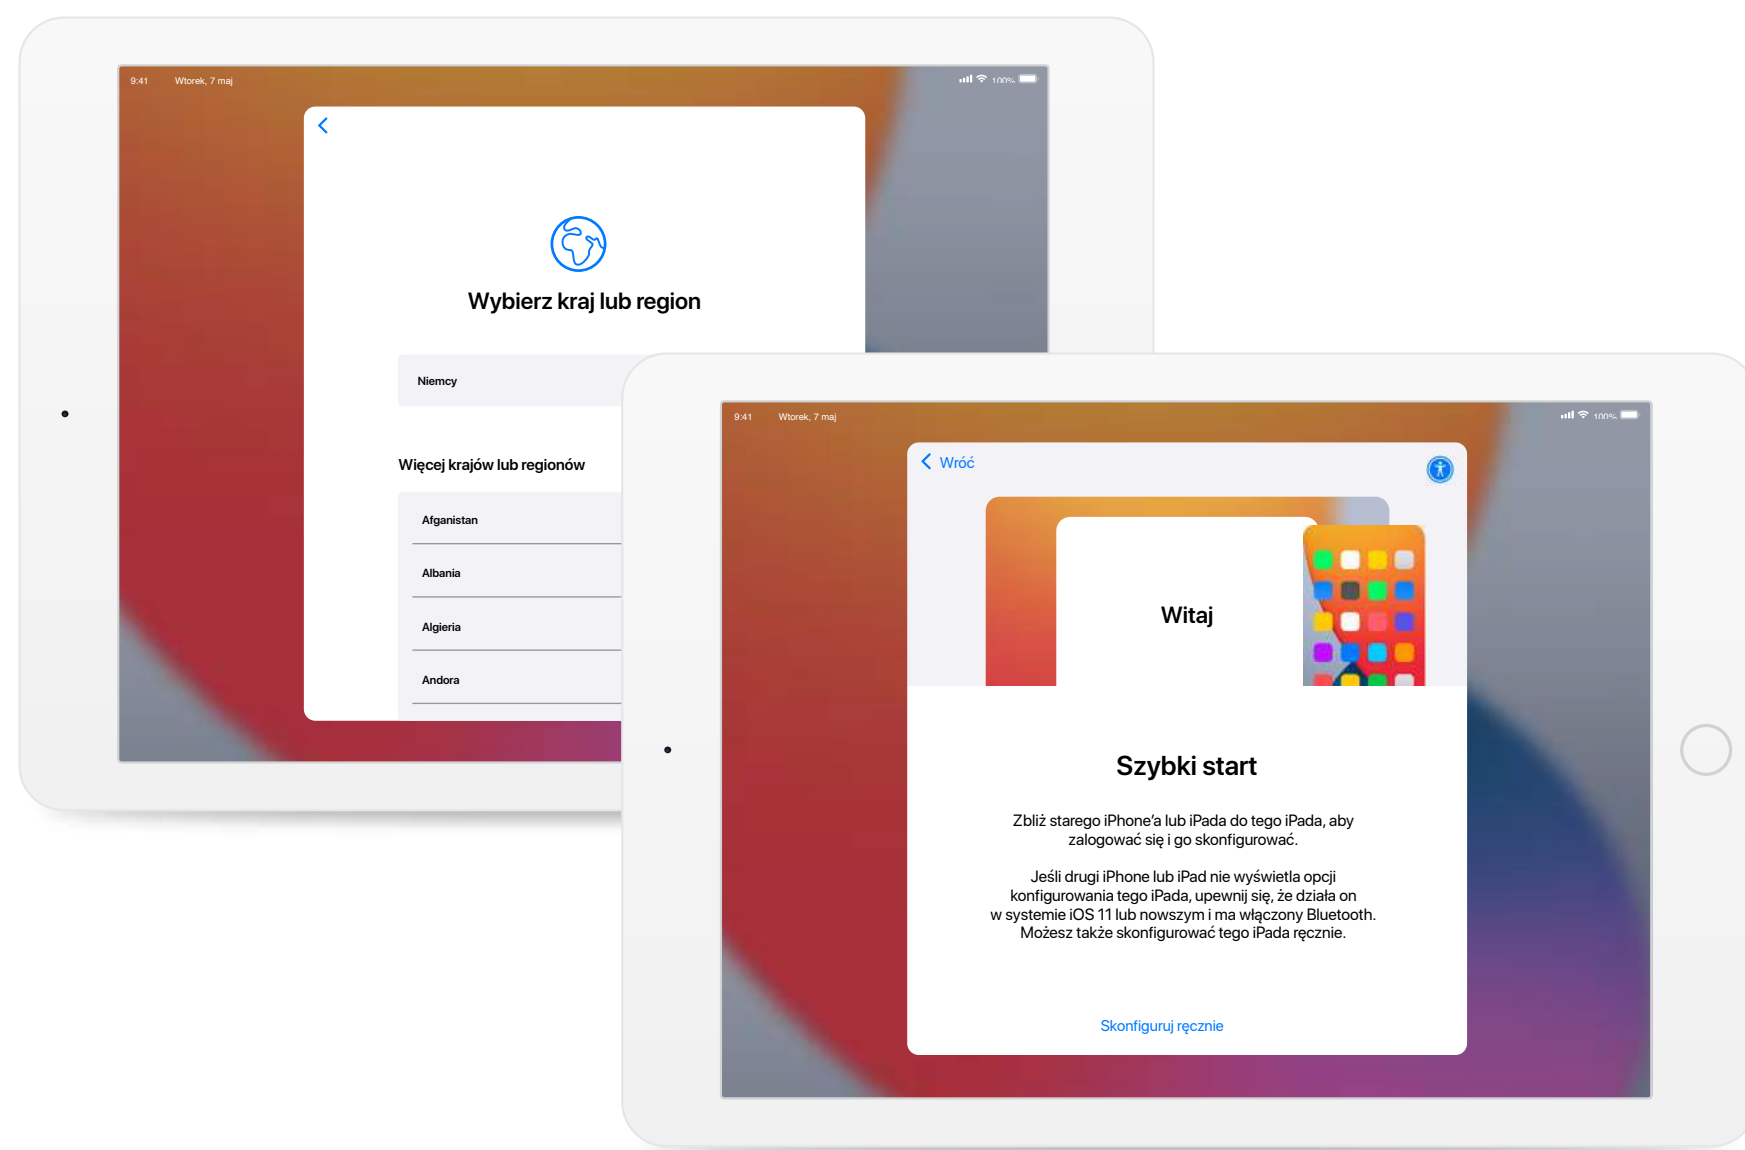 9:41 Wtorek, 7 maj 100%
Wybierz kraj lub region
Niemcy
Więcej krajów lub regionów
Afganistan
Albania
Algieria
Andora
9:41 Wtorek, 7 maj 100%
Wróć
Witaj
Szybki start
Zbliż starego iPhone‘a lub iPada do tego iPada, aby
zalogować się i go skonfigurować.
Jeśli drugi iPhone lub iPad nie wyświetla opcji
konfigurowania tego iPada, upewnij się, że działa on
w systemie iOS 11 lub nowszym i ma włączony Bluetooth.
Możesz także skonfigurować tego iPada ręcznie.
Skonfiguruj ręcznie